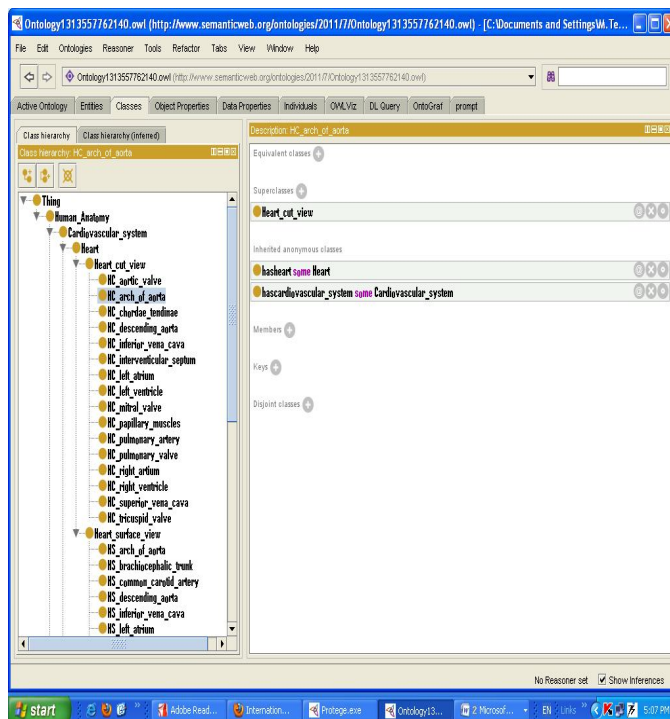 Ontology1313557762140.owl (http://www.semanticweb.org/ontologies/2011/7/Ontology1313557762140.owl) - [C:\Documents and Settings\M.Te...
File Edit Ontologies Reasoner Tools Refactor Tabs View Window Help
Ontology1313557762140.owl (http://www.semanticweb.org/ontologies/2011/7/Ontology1313557762140.owl)
Active Ontology Entities Classes Object Properties Data Properties Individuals OWLViz DL Query OntoGraf prompt
Class hierarchy Class hierarchy (inferred)
Class hierarchy: HC_arch_of_aorta
Thing
Human_Anatomy
Cardiovascular_system
Heart
Heart_cut_view
HC_aortic_valve
HC_arch_of_aorta
HC_chordae_tendinae
HC_descending_aorta
HC_inferior_vena_cava
HC_interventicular_septum
HC_left_atrium
HC_left_ventricle
HC_mitral_valve
HC_papillary_muscles
HC_pulmonary_artery
HC_pulmonary_valve
HC_right_artium
HC_right_ventricle
HC_superior_vena_cava
HC_tricuspid_valve
Heart_surface_view
HS_arch_of_aorta
HS_brachiocephalic_trunk
HS_common_carotid_artery
HS_descending_aorta
HS_inferior_vena_cava
HS_left_atrium
Description: HC_arch_of_aorta
Equivalent classes
Superclasses
Heart_cut_view
Inherited anonymous classes
hasheart some Heart
hascardiovascular_system some Cardiovascular_system
Members
Keys
Disjoint classes
No Reasoner set Show Inferences
start Adobe Read... Internation... Protege.exe Ontology13... 2 Microsof... EN Links 5:07 PM